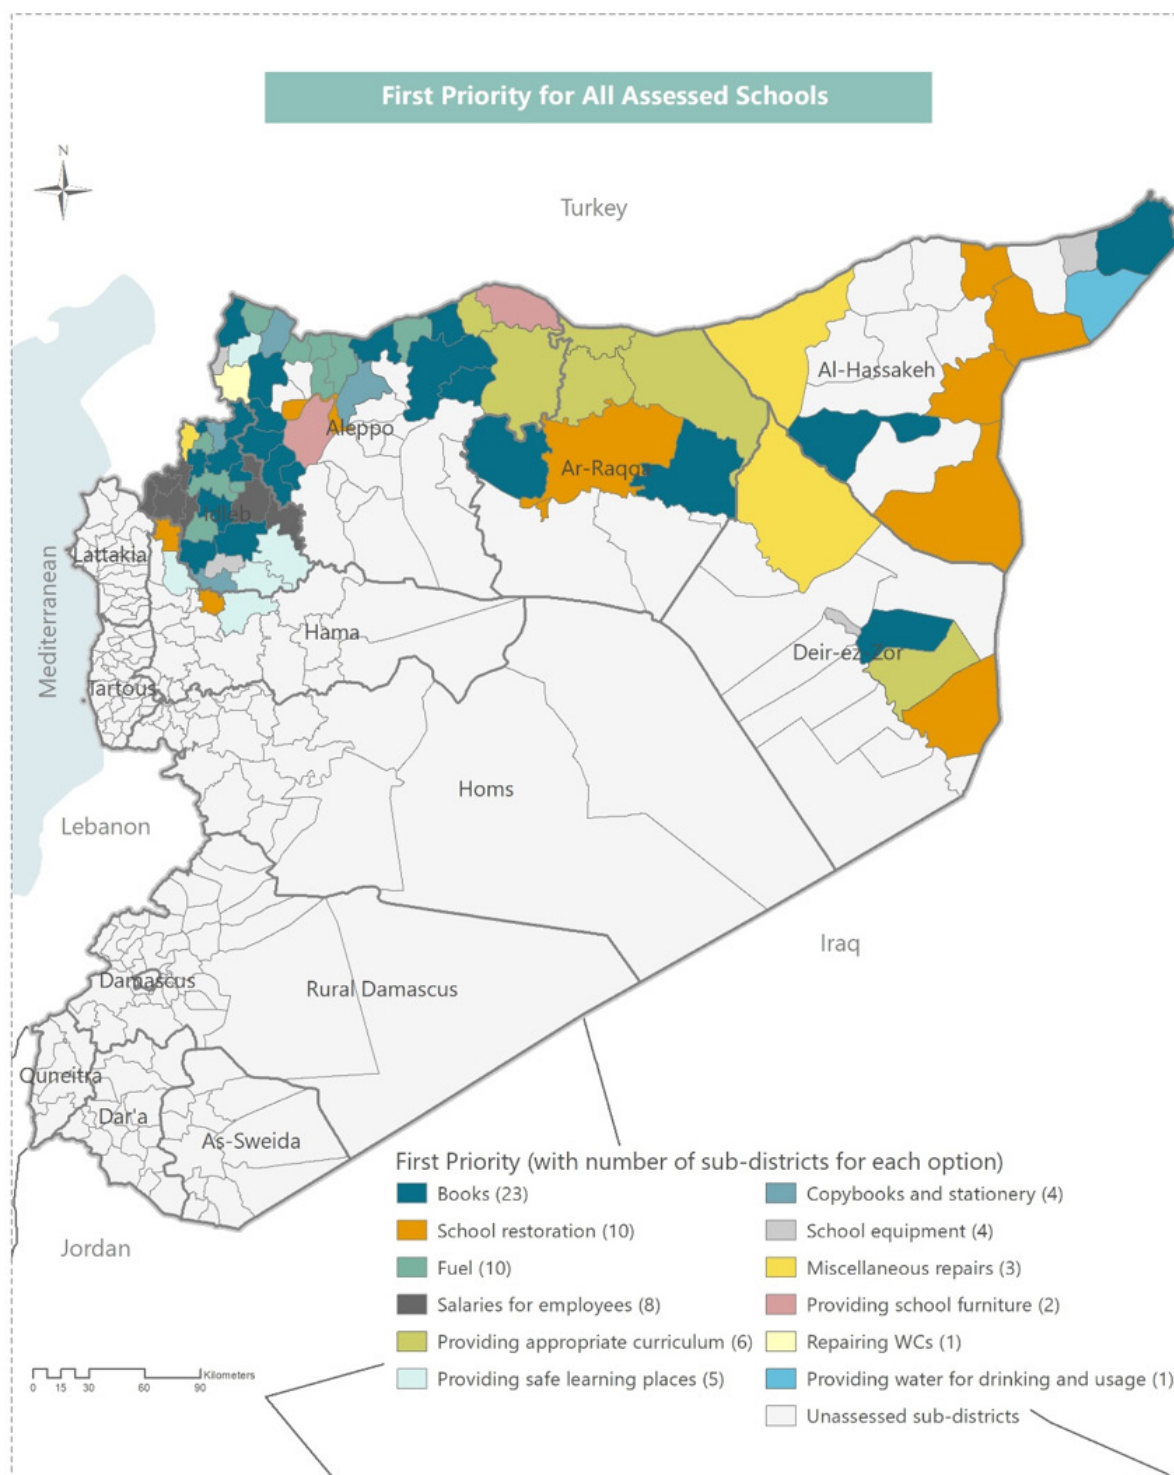 First Priority for All Assessed Schools
N
Turkey
Al-Hassakeh
Aleppo
Ar-Raqqa
Idleb
Lattakia
Mediterranean
Hama
Deir-ez-Zor
Tartous
Homs
Lebanon
Iraq
Damascus
Rural Damascus
Quneitra
Dar'a
As-Sweida
Jordan
First Priority (with number of sub-districts for each option)
Books (23)
School restoration (10)
Fuel (10)
Salaries for employees (8)
Providing appropriate curriculum (6)
Providing safe learning places (5)
Copybooks and stationery (4)
School equipment (4)
Miscellaneous repairs (3)
Providing school furniture (2)
Repairing WCs (1)
Providing water for drinking and usage (1)
Unassessed sub-districts
Kilometers
0 15 30 60 90